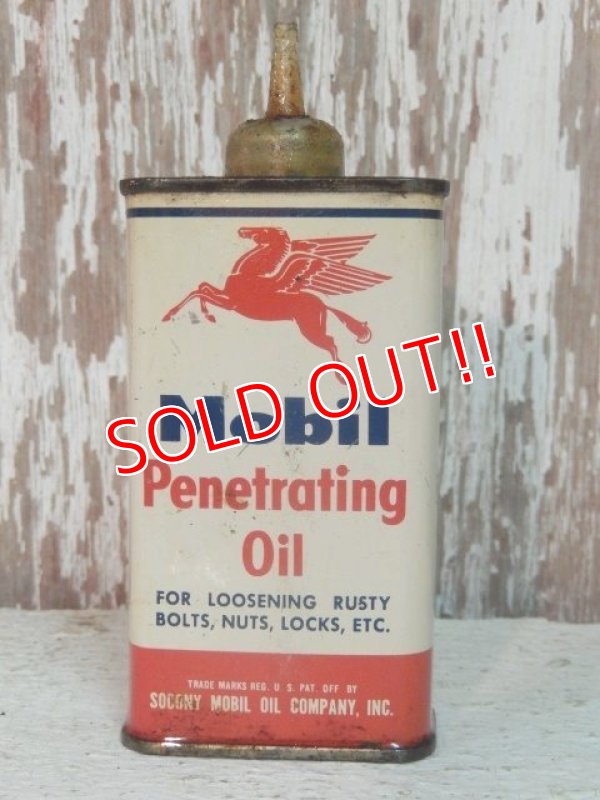 SOLD OUT!!
Mobil
Penetrating
Oil
FOR LOOSENING RUSTY
BOLTS, NUTS, LOCKS, ETC.
TRADE MARKS REG. U. S. PAT. OFF BY
SOCONY MOBIL OIL COMPANY, INC.